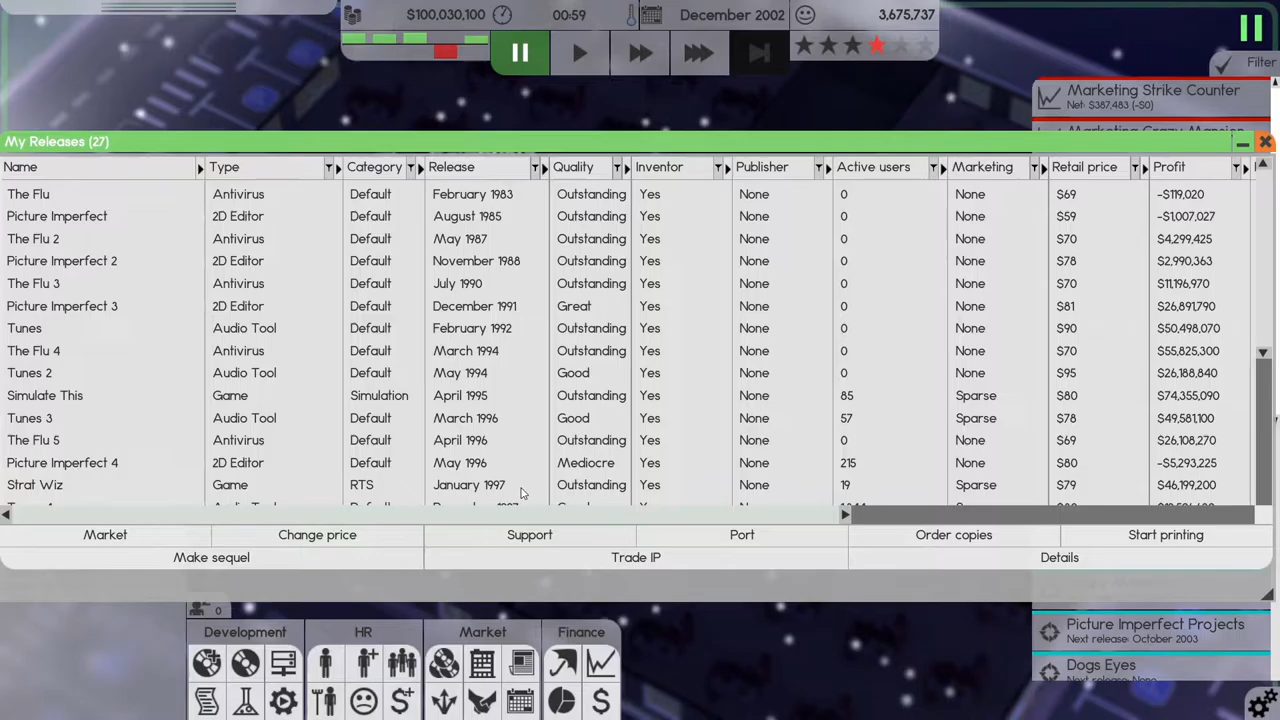 $100,030,100 00:59 December 2002 3,675,737
Filter
Marketing Strike Counter
Net: $387,483 (-$0)
Marketing Crazy Mansion
My Releases (27)
Name Type Category Release Quality Inventor Publisher Active users Marketing Retail price Profit
The Flu Antivirus Default February 1983 Outstanding Yes None 0 None $69 -$119,020
Picture Imperfect 2D Editor Default August 1985 Outstanding Yes None 0 None $59 -$1,007,027
The Flu 2 Antivirus Default May 1987 Outstanding Yes None 0 None $70 $4,299,425
Picture Imperfect 2 2D Editor Default November 1988 Outstanding Yes None 0 None $78 $2,990,363
The Flu 3 Antivirus Default July 1990 Outstanding Yes None 0 None $70 $11,196,970
Picture Imperfect 3 2D Editor Default December 1991 Great Yes None 0 None $81 $26,891,790
Tunes Audio Tool Default February 1992 Outstanding Yes None 0 None $90 $50,498,070
The Flu 4 Antivirus Default March 1994 Outstanding Yes None 0 None $70 $55,825,300
Tunes 2 Audio Tool Default May 1994 Good Yes None 0 None $95 $26,188,840
Simulate This Game Simulation April 1995 Outstanding Yes None 85 Sparse $80 $74,355,090
Tunes 3 Audio Tool Default March 1996 Good Yes None 57 Sparse $78 $49,581,100
The Flu 5 Antivirus Default April 1996 Outstanding Yes None 0 None $69 $26,108,270
Picture Imperfect 4 2D Editor Default May 1996 Mediocre Yes None 215 None $80 -$5,293,225
Strat Wiz Game RTS January 1997 Outstanding Yes None 19 Sparse $79 $46,199,200
Market Change price Support Port Order copies Start printing
Make sequel Trade IP Details
0
Development HR Market Finance
Picture Imperfect Projects
Next release: October 2003
Dogs Eyes
Next release: None